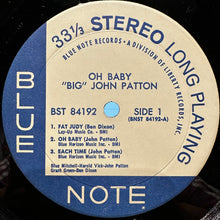 33⅓ STEREO LONG PLAYING
BLUE NOTE RECORDS • A DIVISION OF LIBERTY RECORDS, INC.
OH BABY
"BIG" JOHN PATTON
BST 84192
SIDE 1
(BNST 84192-A)
1. FAT JUDY (Ben Dixon)
Lap-Up Music Co. - BMI
2. OH BABY (John Patton)
Blue Horizon Music Inc. - BMI
3. EACH TIME (John Patton)
Blue Horizon Music Inc. - BMI
Blue Mitchell-Harold Vick-John Patton
Grant Green-Ben Dixon
BLUE
NOTE